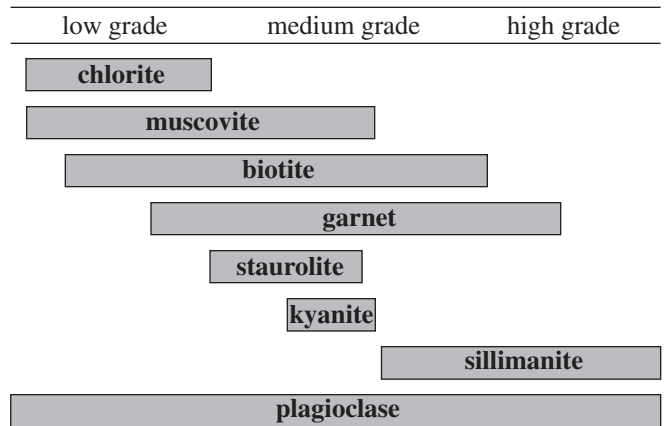 low grade medium grade high grade
chlorite
muscovite
biotite
garnet
staurolite
kyanite
sillimanite
plagioclase